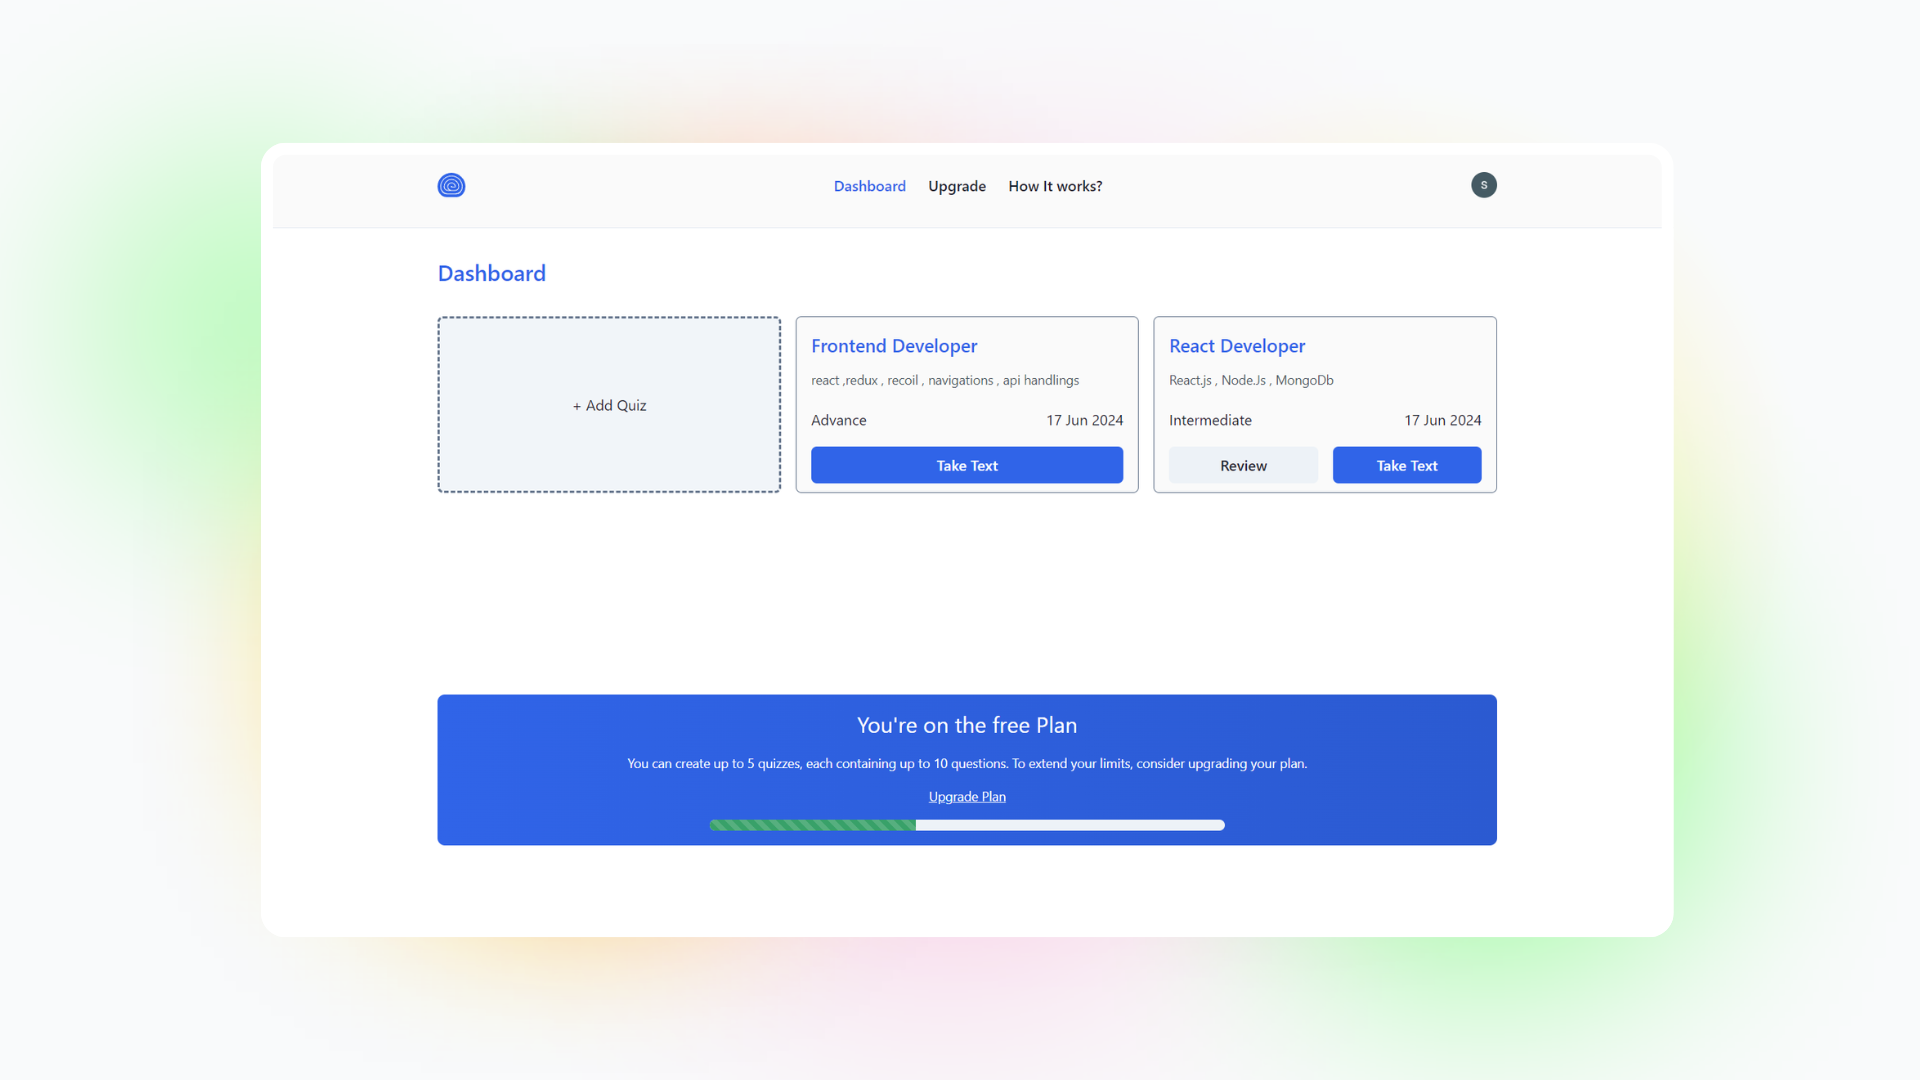 Dashboard Upgrade How It works? S
Dashboard
+ Add Quiz
Frontend Developer
react ,redux , recoil , navigations , api handlings
Advance 17 Jun 2024
Take Text
React Developer
React.js , Node.Js , MongoDb
Intermediate 17 Jun 2024
Review Take Text
You're on the free Plan
You can create up to 5 quizzes, each containing up to 10 questions. To extend your limits, consider upgrading your plan.
Upgrade Plan